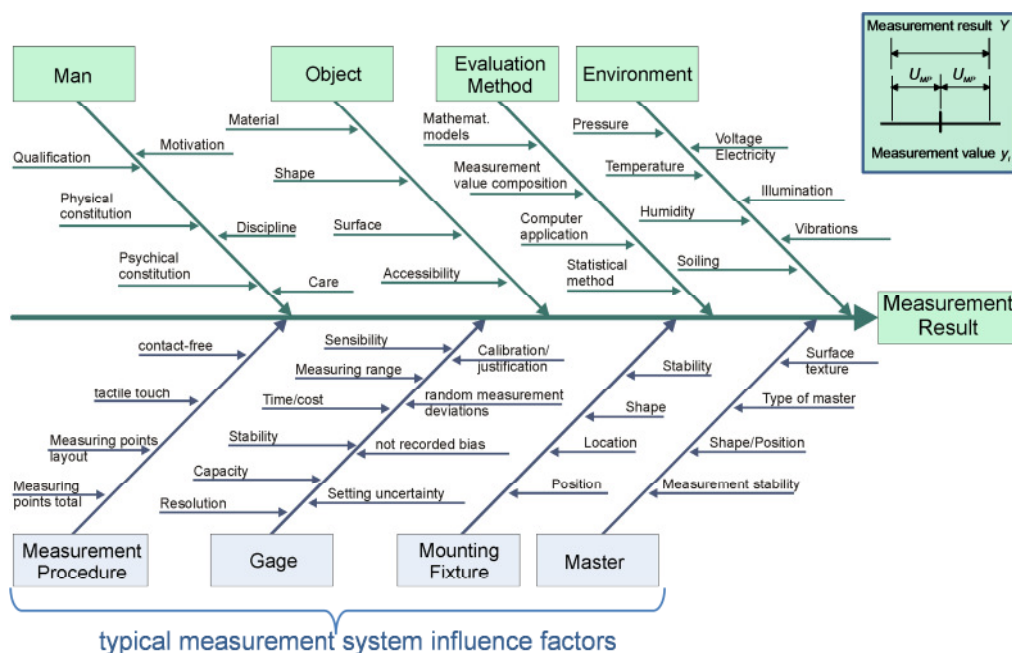 Measurement result Y
U_MP U_MP
Measurement value y_i
Man
Object
Evaluation
Method
Environment
Motivation
Qualification
Physical
constitution
Discipline
Psychical
constitution
Care
Material
Shape
Surface
Accessibility
Mathemat.
models
Measurement
value composition
Computer
application
Statistical
method
Pressure
Voltage
Electricity
Temperature
Illumination
Humidity
Vibrations
Soiling
Measurement
Result
contact-free
tactile touch
Measuring points
layout
Measuring
points total
Sensibility
Calibration/
justification
Measuring range
random measurement
deviations
Time/cost
Stability
not recorded bias
Capacity
Setting uncertainty
Resolution
Stability
Shape
Location
Position
Surface
texture
Type of master
Shape/Position
Measurement stability
Measurement
Procedure
Gage
Mounting
Fixture
Master
typical measurement system influence factors